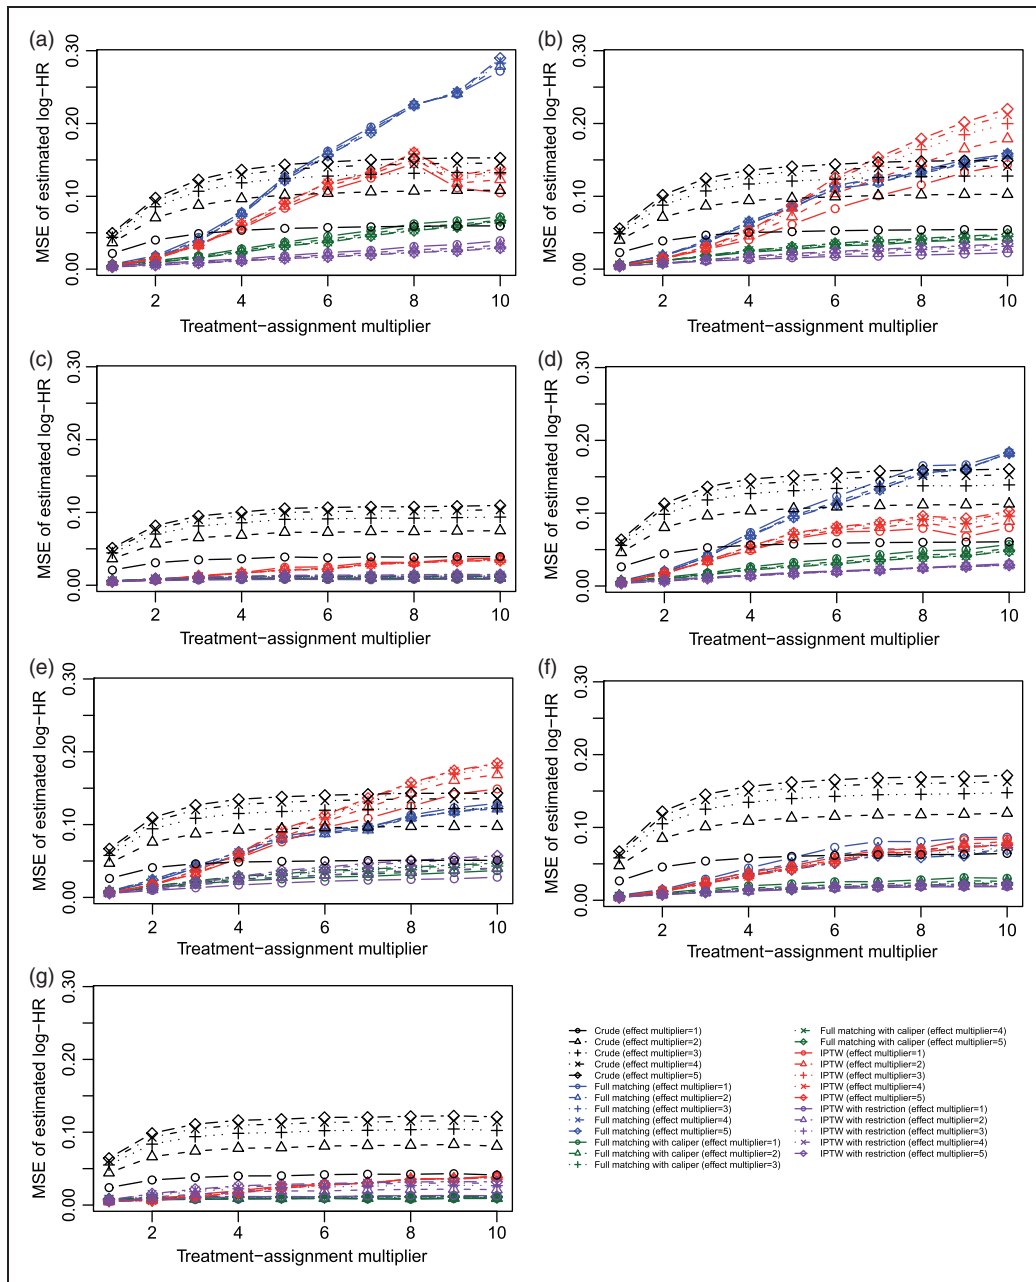 (a)
MSE of estimated log−HR
0.00 0.10 0.20 0.30
2 4 6 8 10
Treatment−assignment multiplier
(b)
MSE of estimated log−HR
0.00 0.10 0.20 0.30
2 4 6 8 10
Treatment−assignment multiplier
(c)
MSE of estimated log−HR
0.00 0.10 0.20 0.30
2 4 6 8 10
Treatment−assignment multiplier
(d)
MSE of estimated log−HR
0.00 0.10 0.20 0.30
2 4 6 8 10
Treatment−assignment multiplier
(e)
MSE of estimated log−HR
0.00 0.10 0.20 0.30
2 4 6 8 10
Treatment−assignment multiplier
(f)
MSE of estimated log−HR
0.00 0.10 0.20 0.30
2 4 6 8 10
Treatment−assignment multiplier
(g)
MSE of estimated log−HR
0.00 0.10 0.20 0.30
2 4 6 8 10
Treatment−assignment multiplier
Crude (effect multiplier=1)
Crude (effect multiplier=2)
Crude (effect multiplier=3)
Crude (effect multiplier=4)
Crude (effect multiplier=5)
Full matching (effect multiplier=1)
Full matching (effect multiplier=2)
Full matching (effect multiplier=3)
Full matching (effect multiplier=4)
Full matching (effect multiplier=5)
Full matching with caliper (effect multiplier=1)
Full matching with caliper (effect multiplier=2)
Full matching with caliper (effect multiplier=3)
Full matching with caliper (effect multiplier=4)
Full matching with caliper (effect multiplier=5)
IPTW (effect multiplier=1)
IPTW (effect multiplier=2)
IPTW (effect multiplier=3)
IPTW (effect multiplier=4)
IPTW (effect multiplier=5)
IPTW with restriction (effect multiplier=1)
IPTW with restriction (effect multiplier=2)
IPTW with restriction (effect multiplier=3)
IPTW with restriction (effect multiplier=4)
IPTW with restriction (effect multiplier=5)